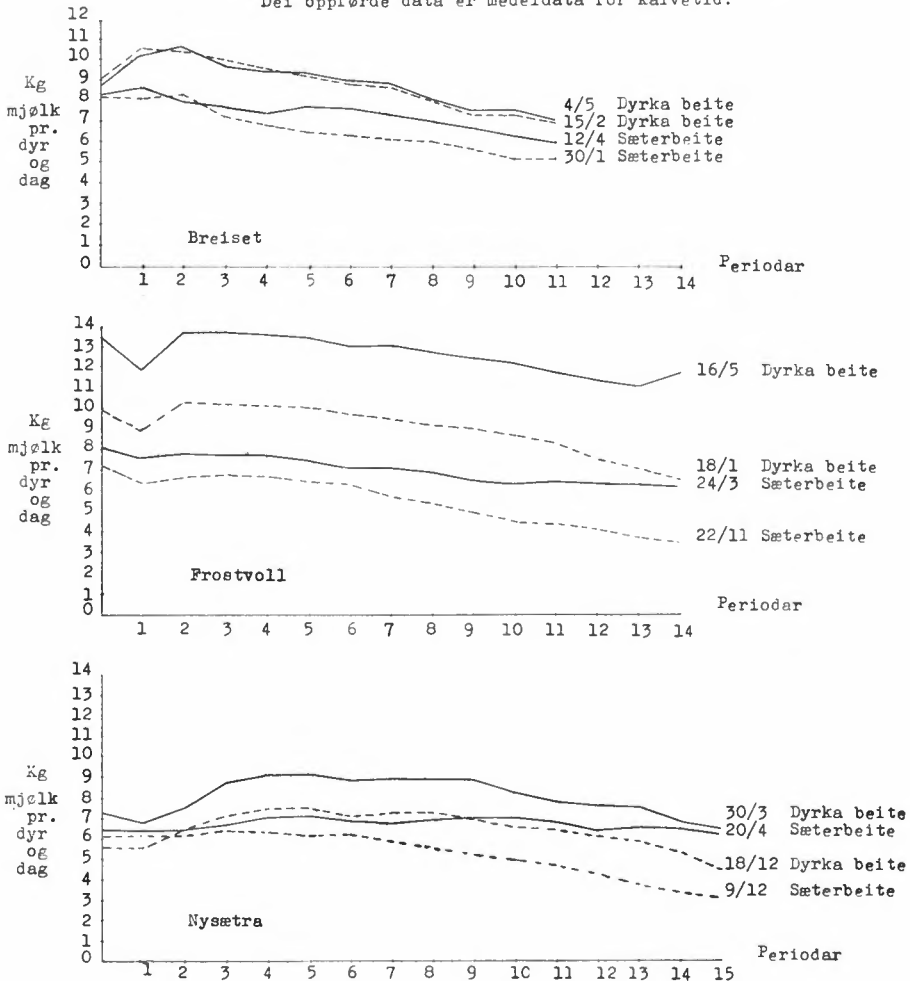 Dei oppførde data er medeldata for kalvetid.
12
11
10
9
8
7
6
5
4
3
2
1
0
Kg
mjølk
pr.
dyr
og
dag
4/5 Dyrka beite
15/2 Dyrka beite
12/4 Sæterbeite
30/1 Sæterbeite
Breiset
Periodar
1 2 3 4 5 6 7 8 9 10 11 12 13 14
14
13
12
11
10
9
8
7
6
5
4
3
2
1
0
Kg
mjølk
pr.
dyr
og
dag
16/5 Dyrka beite
18/1 Dyrka beite
24/3 Sæterbeite
22/11 Sæterbeite
Frostvoll
Periodar
1 2 3 4 5 6 7 8 9 10 11 12 13 14
14
13
12
11
10
9
8
7
6
5
4
3
2
1
0
Kg
mjølk
pr.
dyr
og
dag
30/3 Dyrka beite
20/4 Sæterbeite
18/12 Dyrka beite
9/12 Sæterbeite
Nysætra
Periodar
1 2 3 4 5 6 7 8 9 10 11 12 13 14 15